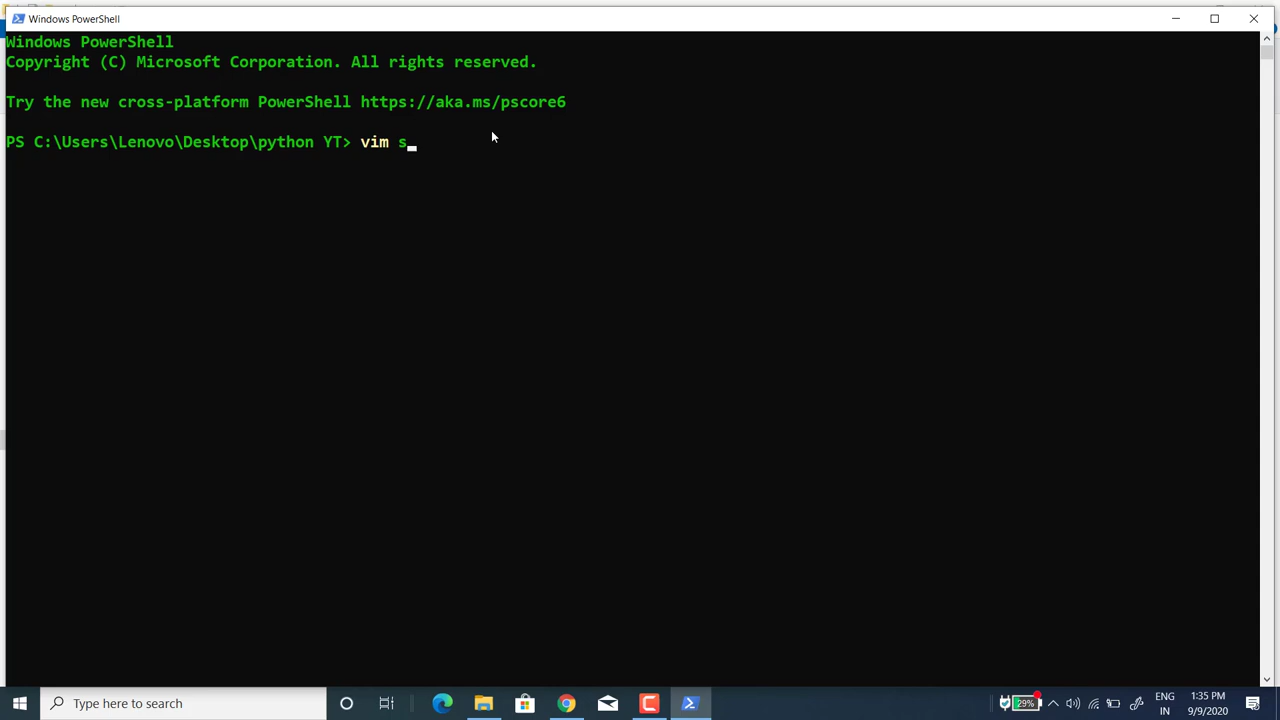 Windows PowerShell
Windows PowerShell
Copyright (C) Microsoft Corporation. All rights reserved.
Try the new cross-platform PowerShell https://aka.ms/pscore6
PS C:\Users\Lenovo\Desktop\python YT> vim s
Type here to search
29%
ENG
IN
1:35 PM
9/9/2020